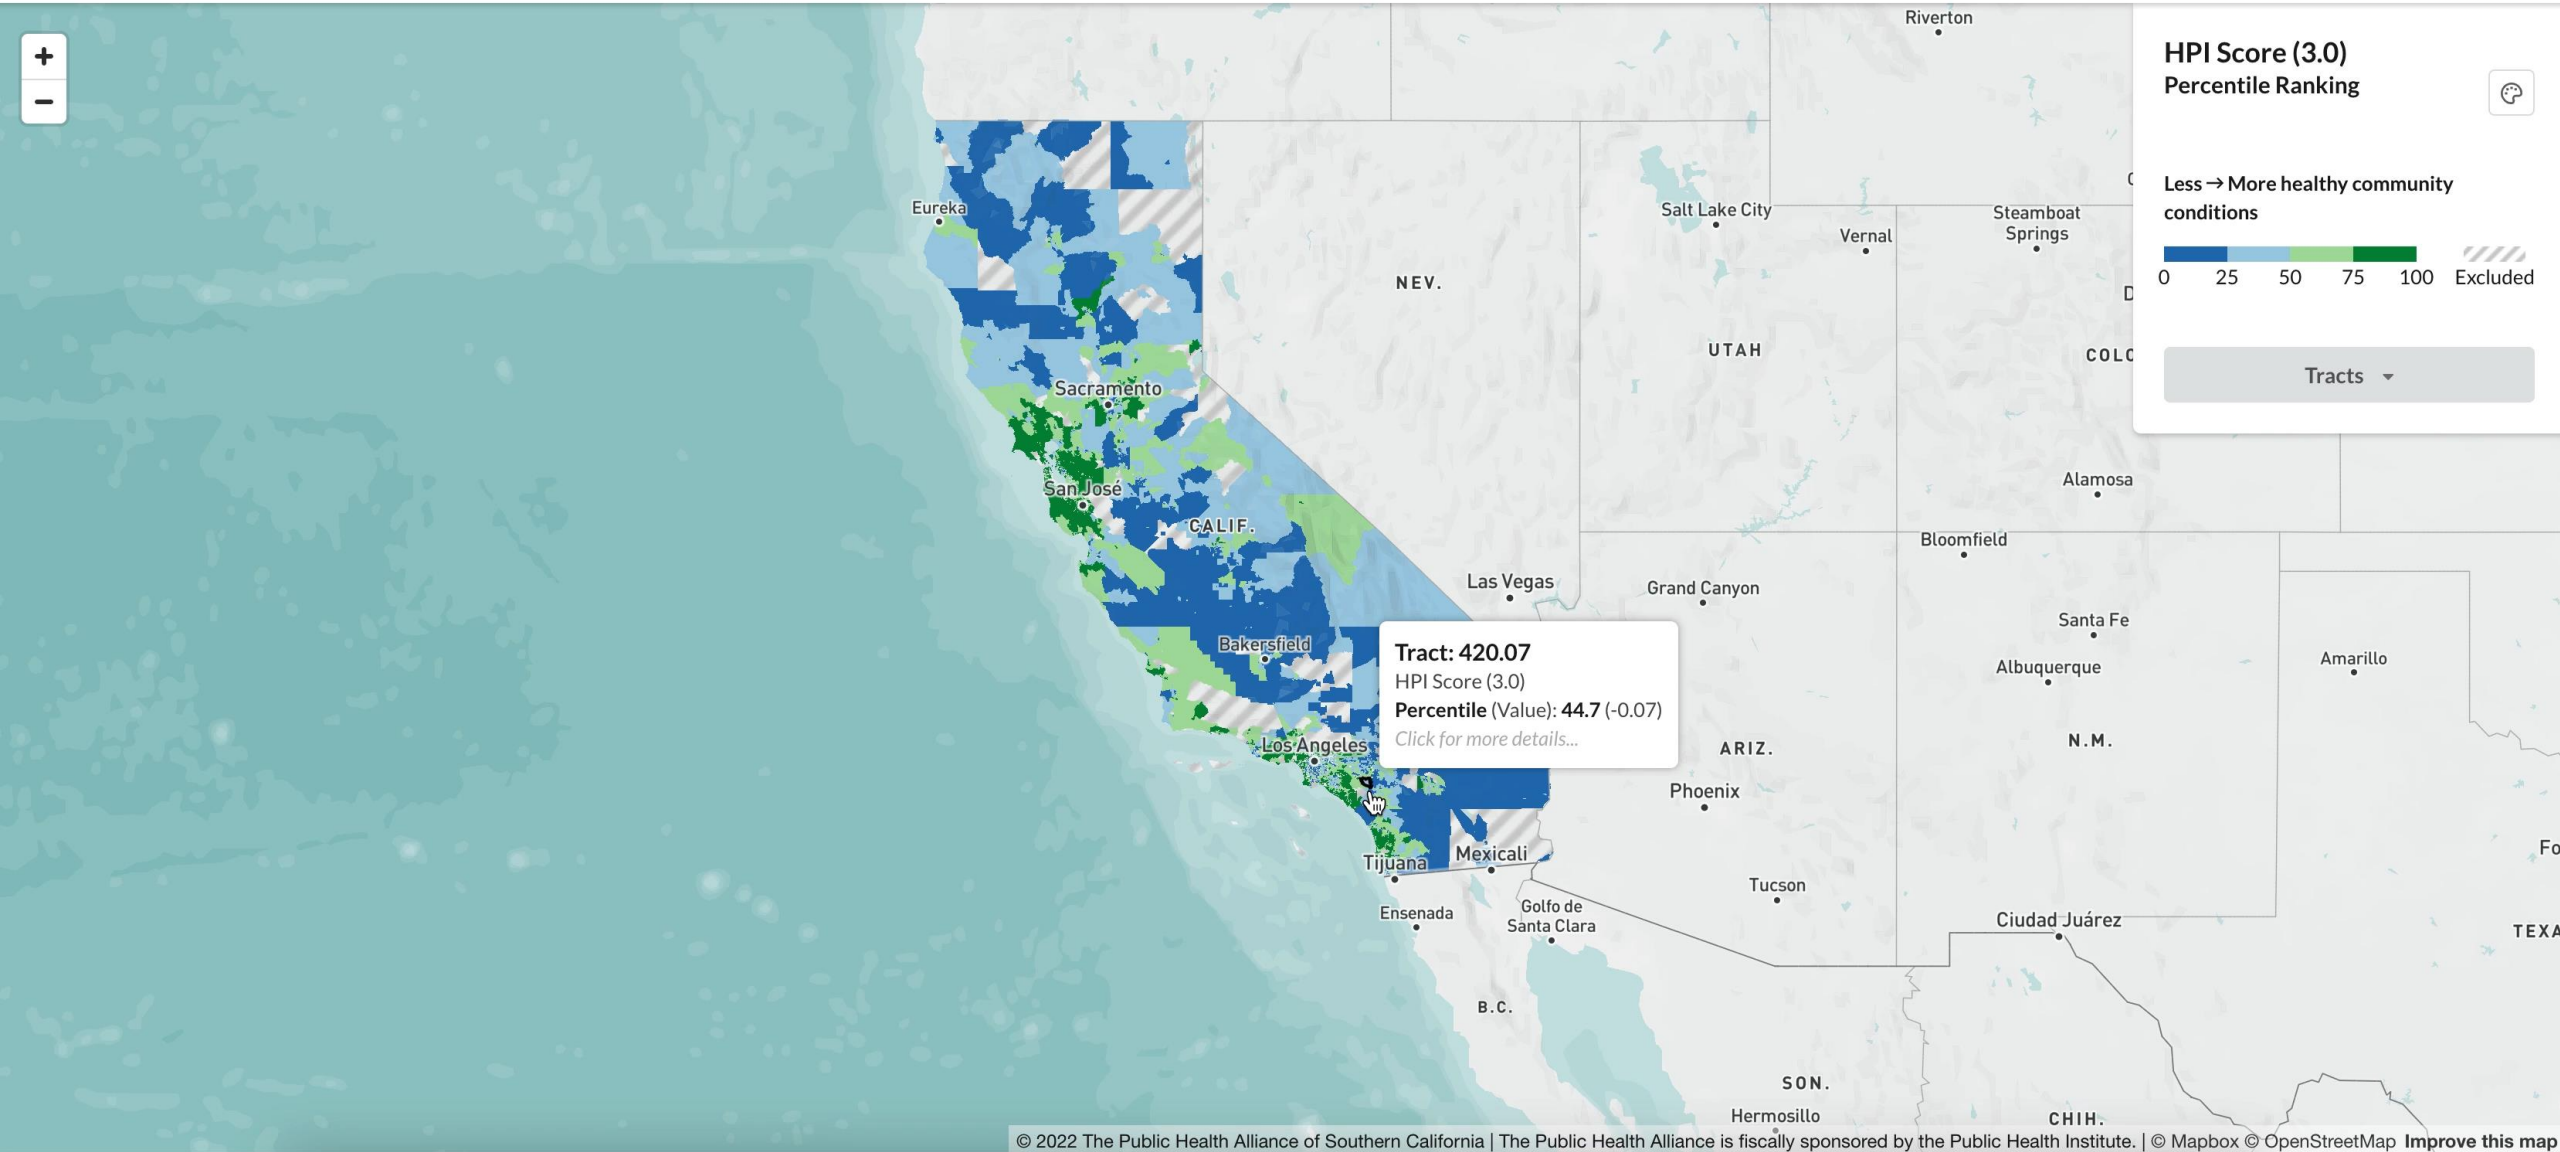 +
Riverton
HPI Score (3.0)
Percentile Ranking
−
Less → More healthy community
conditions
Eureka
Salt Lake City
Steamboat
Springs
Vernal
0 25 50 75 100 Excluded
NEV.
UTAH
COLO
Tracts
Sacramento
San José
Alamosa
CALIF.
Bloomfield
Las Vegas
Grand Canyon
Santa Fe
Bakersfield
Tract: 420.07
HPI Score (3.0)
Percentile (Value): 44.7 (-0.07)
Click for more details...
Albuquerque
Amarillo
Los Angeles
ARIZ.
N.M.
Phoenix
Tijuana
Mexicali
Fo
Tucson
Ensenada
Golfo de
Santa Clara
Ciudad Juárez
TEXA
B.C.
SON.
Hermosillo
CHIH.
© 2022 The Public Health Alliance of Southern California | The Public Health Alliance is fiscally sponsored by the Public Health Institute. | © Mapbox © OpenStreetMap Improve this map